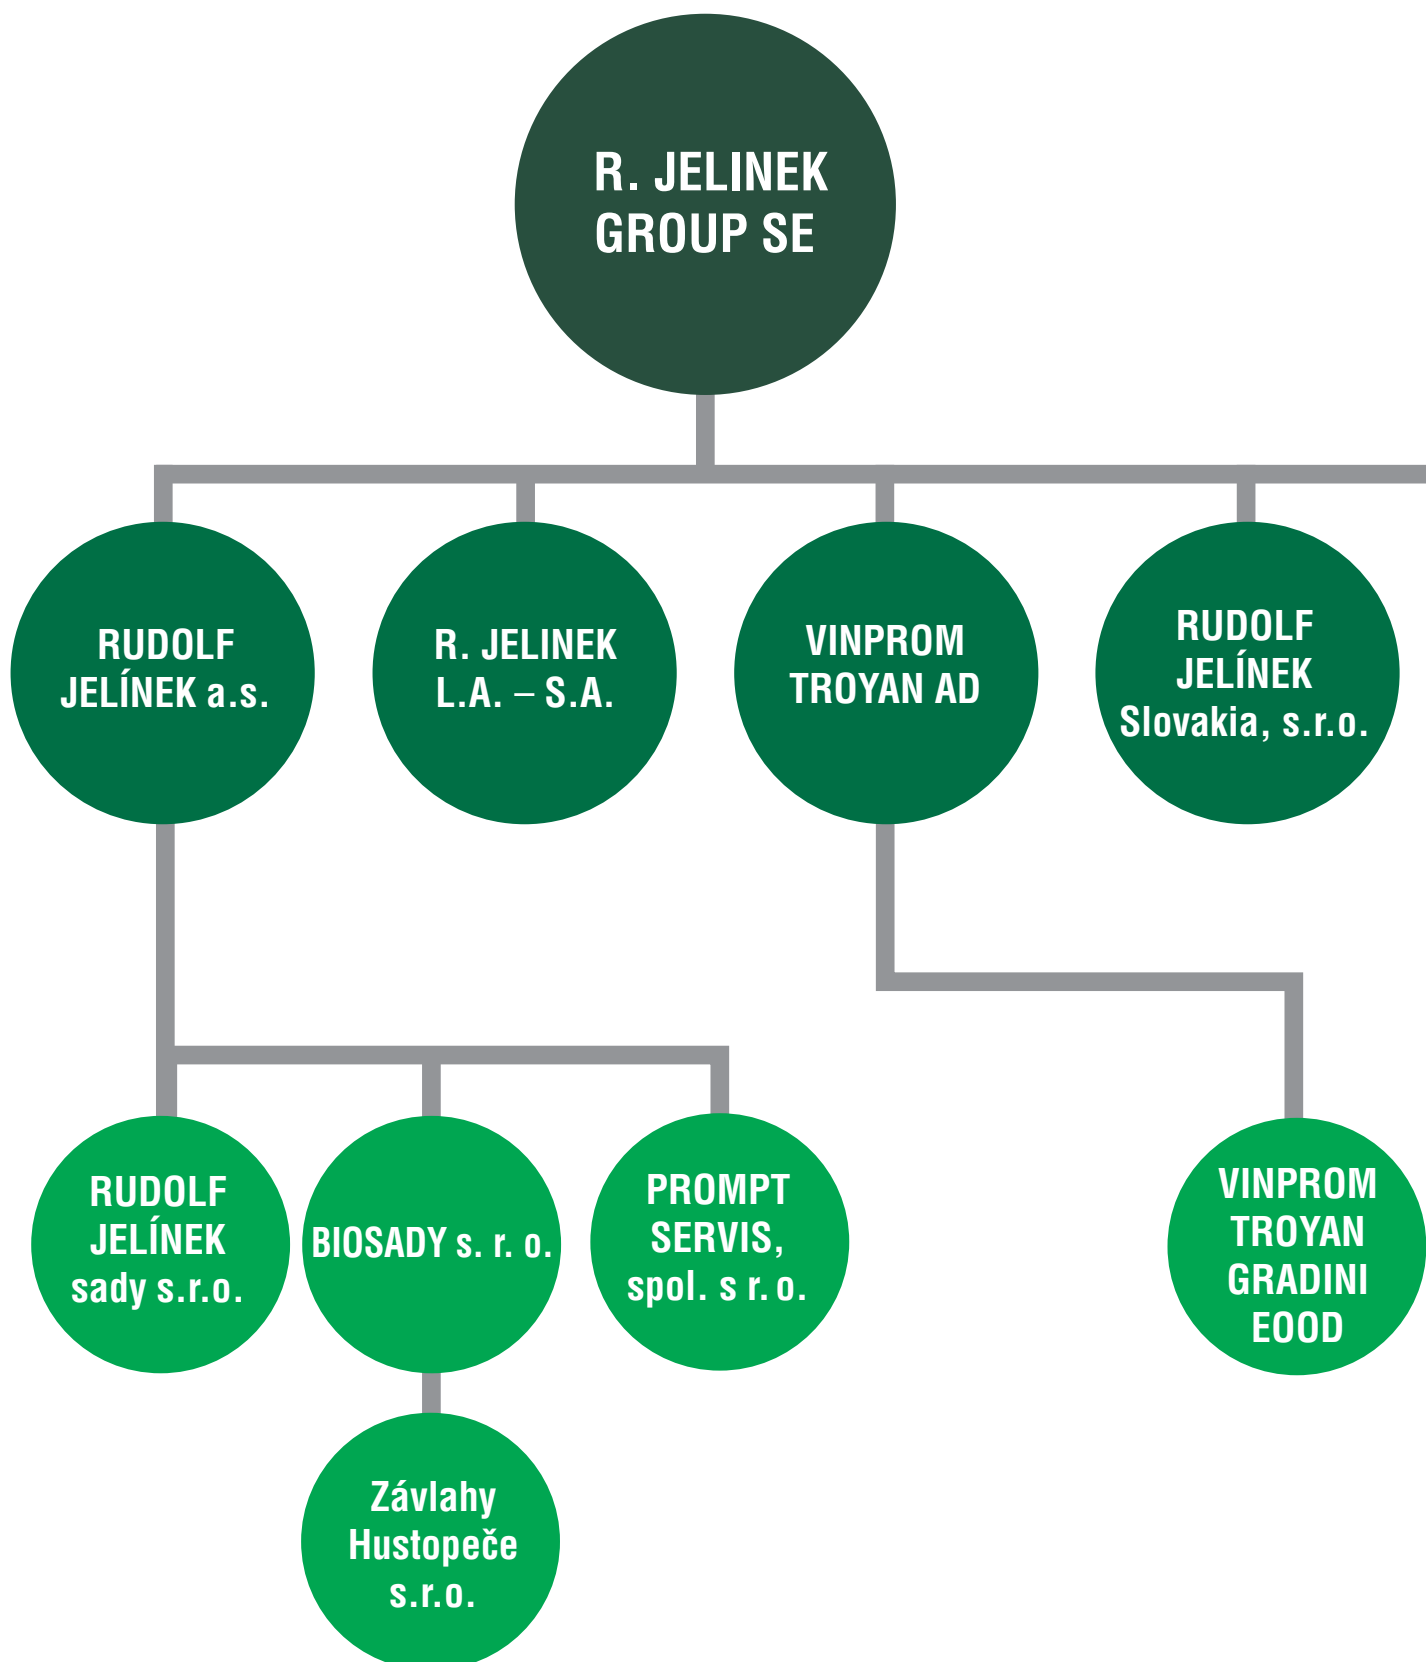 R. JELINEK
GROUP SE
RUDOLF
JELÍNEK a.s.
R. JELINEK
L.A. – S.A.
VINPROM
TROYAN AD
RUDOLF
JELÍNEK
Slovakia, s.r.o.
RUDOLF
JELÍNEK
sady s.r.o.
BIOSADY s. r. o.
PROMPT
SERVIS,
spol. s r. o.
VINPROM
TROYAN
GRADINI
EOOD
Závlahy
Hustopeče
s.r.o.